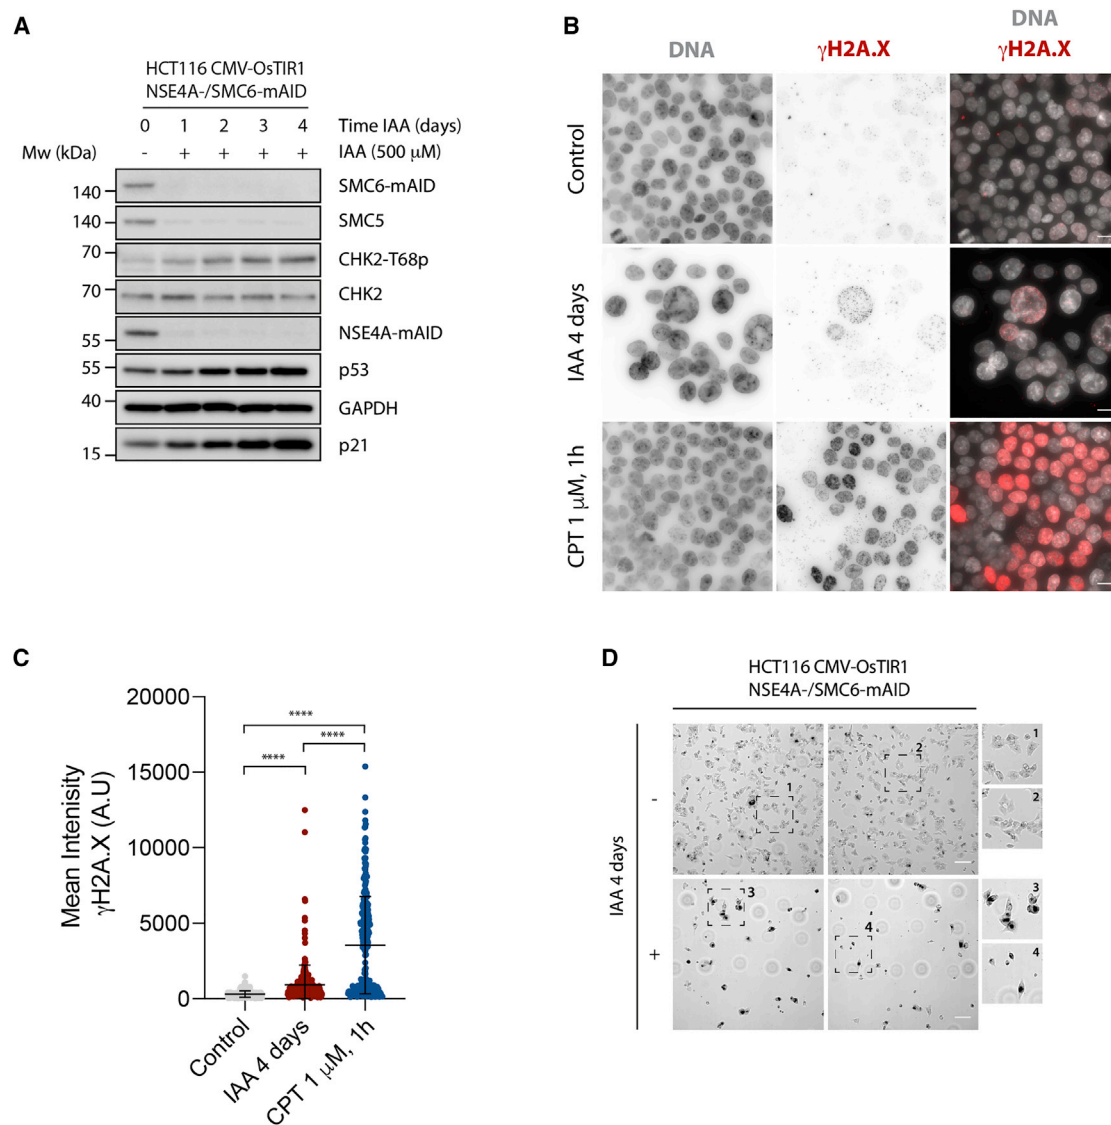 A
HCT116 CMV-OsTIR1
NSE4A-/SMC6-mAID
0 1 2 3 4 Time IAA (days)
Mw (kDa) - + + + + IAA (500 μM)
140 SMC6-mAID
140 SMC5
70 CHK2-T68p
70 CHK2
55 NSE4A-mAID
55 p53
40 GAPDH
15 p21
B
DNA
γH2A.X
DNA
γH2A.X
Control
IAA 4 days
CPT 1 μM, 1h
C
Mean Intenisity
γH2A.X (A.U)
20000
15000
10000
5000
0
****
****
****
Control
IAA 4 days
CPT 1 μM, 1h
D
HCT116 CMV-OsTIR1
NSE4A-/SMC6-mAID
IAA 4 days
-
+
1
2
1
2
3
4
3
4